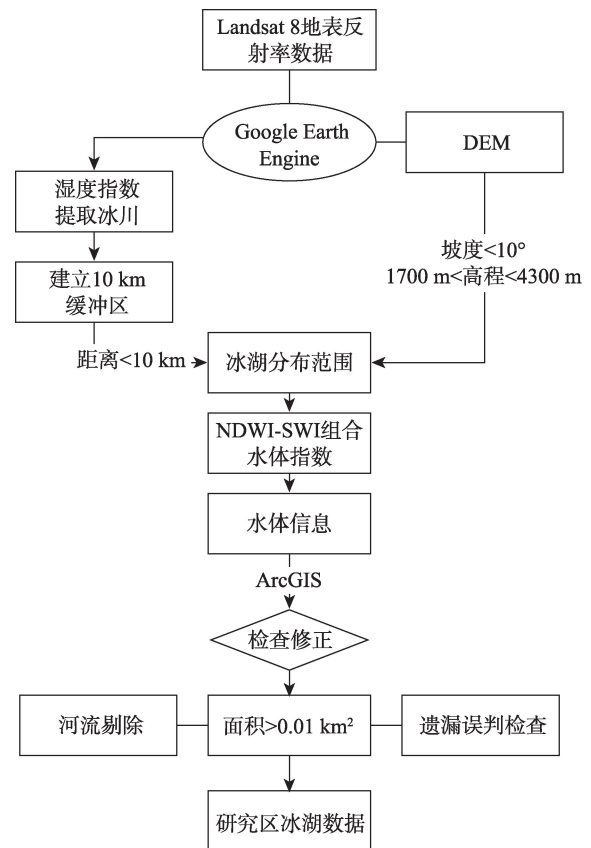 Landsat 8地表反
射率数据
Google Earth
Engine
DEM
湿度指数
提取冰川
坡度<10°
1700 m<高程<4300 m
建立10 km
缓冲区
距离<10 km
冰湖分布范围
NDWI-SWI组合
水体指数
水体信息
ArcGIS
检查修正
河流剔除
面积>0.01 km²
遗漏误判检查
研究区冰湖数据